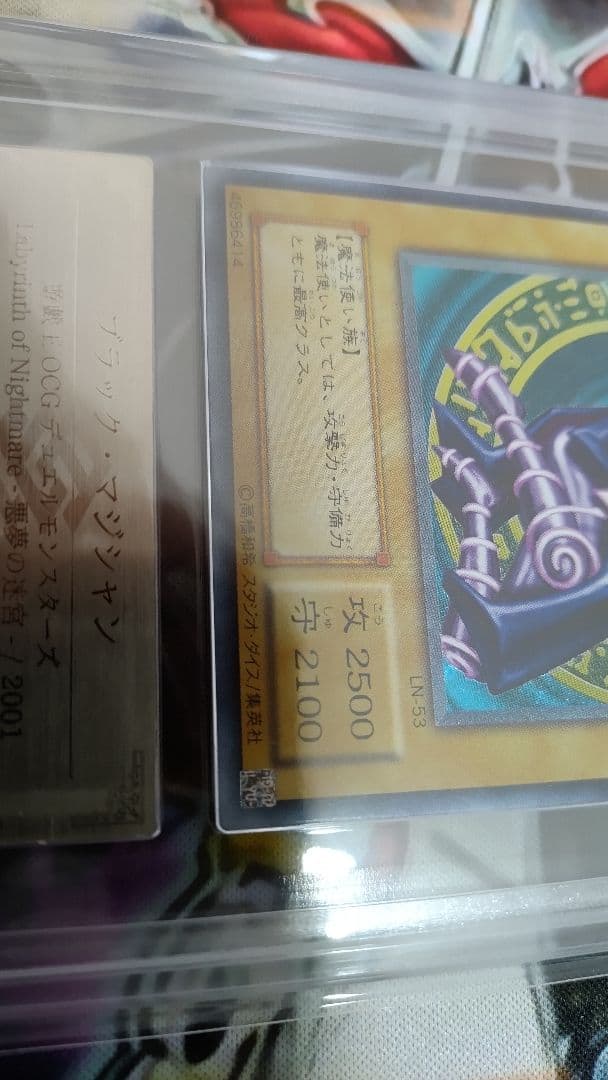 LN-53
【魔法使い族】
魔法使いとしては、攻撃力・守備力
ともに最高クラス。
攻 2500
守 2100
46986414
©高橋和希 スタジオ・ダイス/集英社
ブラック・マジシャン
遊戯王OCG デュエルモンスターズ
Labyrinth of Nightmare - 悪夢の迷宮 - / 2001